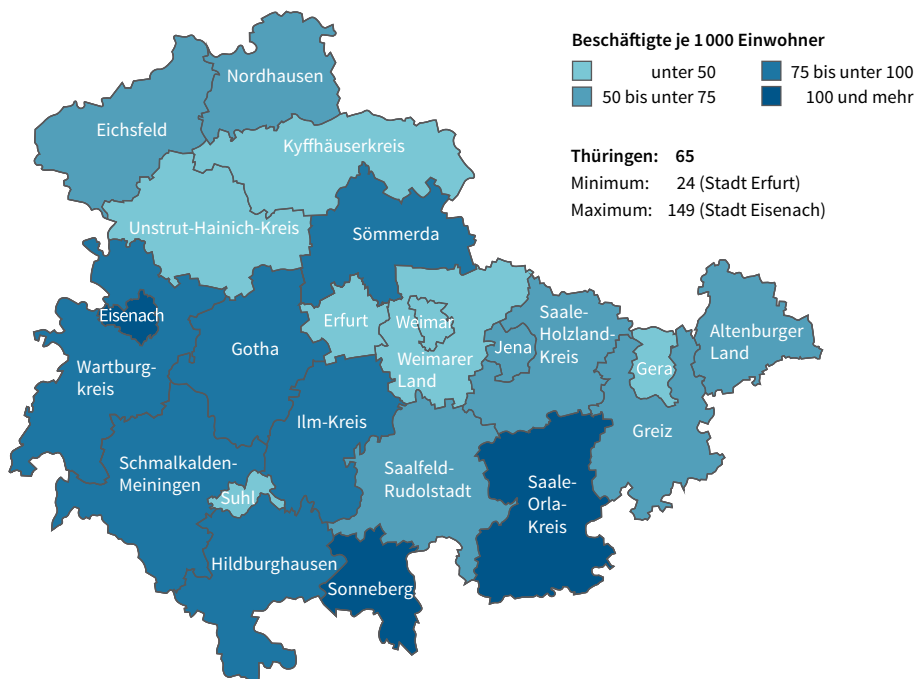 Beschäftigte je 1000 Einwohner
unter 50
75 bis unter 100
50 bis unter 75
100 und mehr
Thüringen: 65
Minimum: 24 (Stadt Erfurt)
Maximum: 149 (Stadt Eisenach)
Nordhausen
Eichsfeld
Kyffhäuserkreis
Unstrut-Hainich-Kreis
Sömmerda
Eisenach
Erfurt
Weimar
Saale-
Holzland-
Kreis
Altenburger
Land
Gotha
Jena
Weimarer
Land
Gera
Wartburg-
kreis
Ilm-Kreis
Greiz
Schmalkalden-
Meiningen
Saalfeld-
Rudolstadt
Suhl
Saale-
Orla-
Kreis
Hildburghausen
Sonneberg